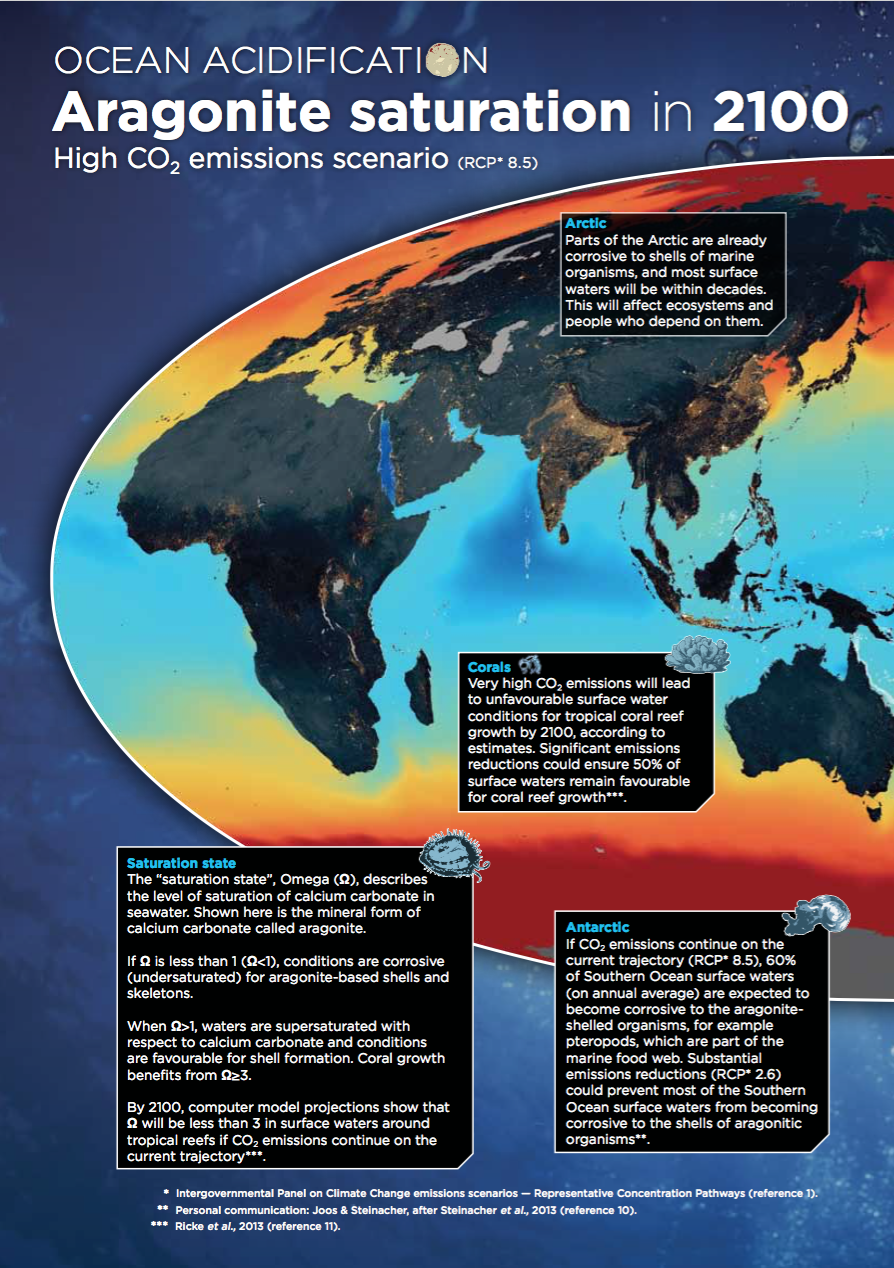 OCEAN ACIDIFICATION
Aragonite saturation in 2100
High CO₂ emissions scenario (RCP* 8.5)
Arctic
Parts of the Arctic are already
corrosive to shells of marine
organisms, and most surface
waters will be within decades.
This will affect ecosystems and
people who depend on them.
Corals
Very high CO₂ emissions will lead
to unfavourable surface water
conditions for tropical coral reef
growth by 2100, according to
estimates. Significant emissions
reductions could ensure 50% of
surface waters remain favourable
for coral reef growth***.
Saturation state
The “saturation state”, Omega (Ω), describes
the level of saturation of calcium carbonate in
seawater. Shown here is the mineral form of
calcium carbonate called aragonite.
If Ω is less than 1 (Ω<1), conditions are corrosive
(undersaturated) for aragonite-based shells and
skeletons.
When Ω>1, waters are supersaturated with
respect to calcium carbonate and conditions
are favourable for shell formation. Coral growth
benefits from Ω≥3.
By 2100, computer model projections show that
Ω will be less than 3 in surface waters around
tropical reefs if CO₂ emissions continue on the
current trajectory***.
Antarctic
If CO₂ emissions continue on the
current trajectory (RCP* 8.5), 60%
of Southern Ocean surface waters
(on annual average) are expected to
become corrosive to the aragonite-
shelled organisms, for example
pteropods, which are part of the
marine food web. Substantial
emissions reductions (RCP* 2.6)
could prevent most of the Southern
Ocean surface waters from becoming
corrosive to the shells of aragonitic
organisms**.
* Intergovernmental Panel on Climate Change emissions scenarios — Representative Concentration Pathways (reference 1).
** Personal communication: Joos & Steinacher, after Steinacher et al., 2013 (reference 10).
*** Ricke et al., 2013 (reference 11).